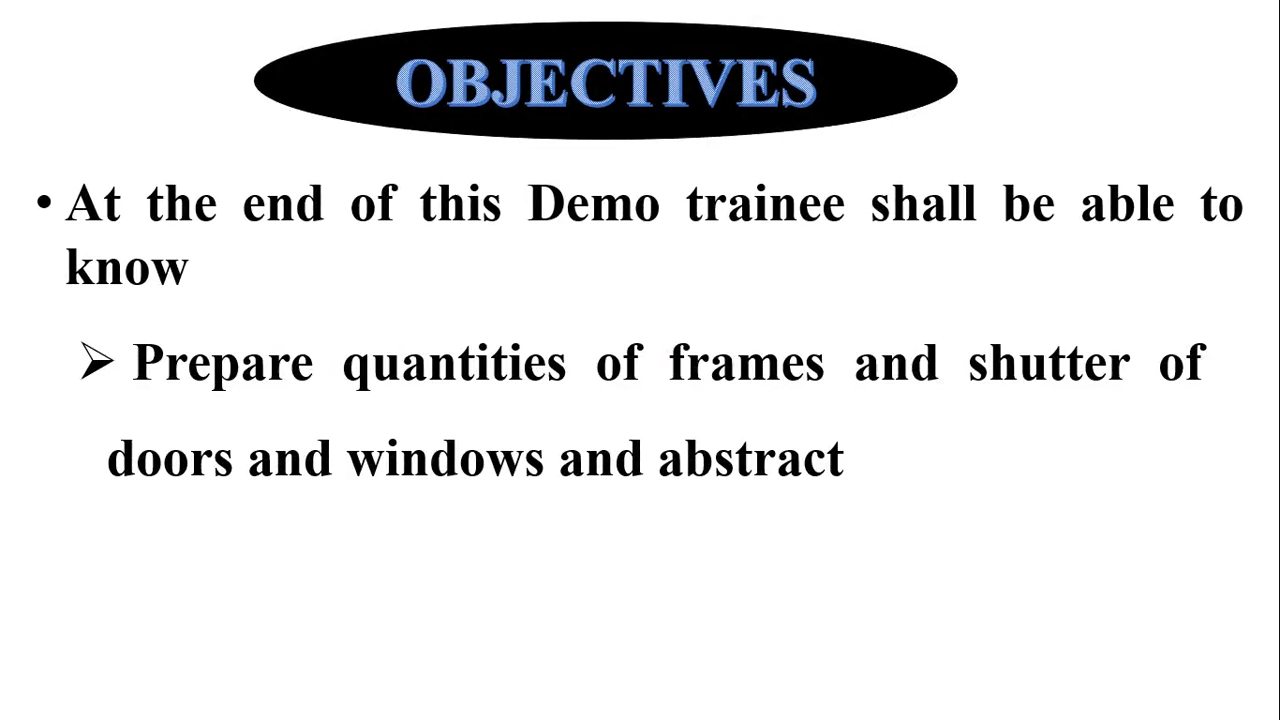 OBJECTIVES
• At the end of this Demo trainee shall be able to
know
➢ Prepare quantities of frames and shutter of
doors and windows and abstract